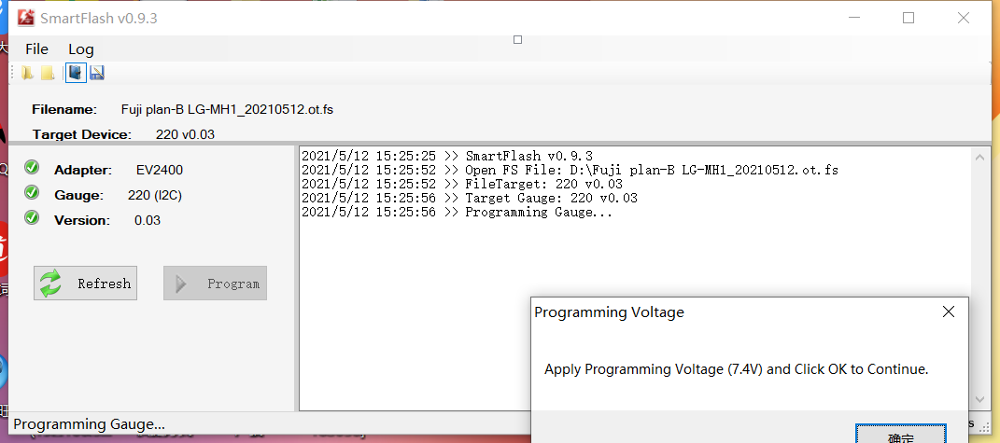 SmartFlash v0.9.3
File Log
Filename: Fuji plan-B LG-MH1_20210512.ot.fs
Target Device: 220 v0.03
Adapter: EV2400
Gauge: 220 (I2C)
Version: 0.03
Refresh Program
2021/5/12 15:25:25 >> SmartFlash v0.9.3
2021/5/12 15:25:52 >> Open FS File: D:\Fuji plan-B LG-MH1_20210512.ot.fs
2021/5/12 15:25:52 >> FileTarget: 220 v0.03
2021/5/12 15:25:56 >> Target Gauge: 220 v0.03
2021/5/12 15:25:56 >> Programming Gauge...
Programming Voltage
Apply Programming Voltage (7.4V) and Click OK to Continue.
确定
Programming Gauge...